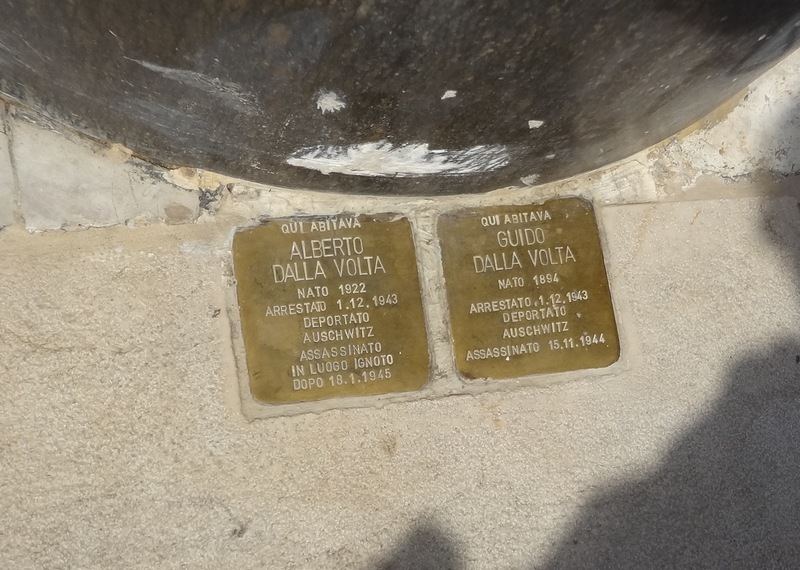 QUI ABITAVA
ALBERTO
DALLA VOLTA
NATO 1922
ARRESTATO 1.12.1943
DEPORTATO
AUSCHWITZ
ASSASSINATO
IN LUOGO IGNOTO
DOPO 18.1.1945
QUI ABITAVA
GUIDO
DALLA VOLTA
NATO 1894
ARRESTATO 1.12.1943
DEPORTATO
AUSCHWITZ
ASSASSINATO 15.11.1944